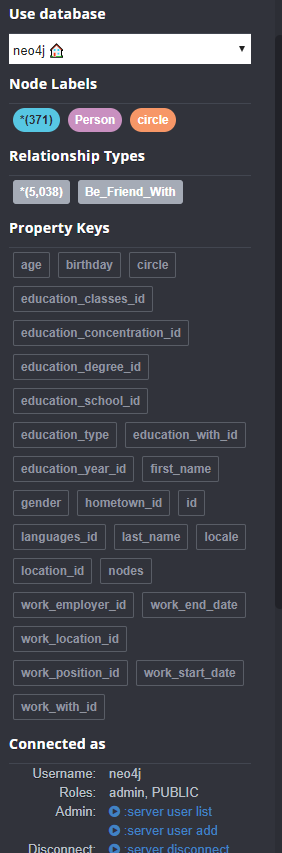 Use database
neo4j
Node Labels
*(371) Person circle
Relationship Types
*(5,038) Be_Friend_With
Property Keys
age birthday circle
education_classes_id
education_concentration_id
education_degree_id
education_school_id
education_type education_with_id
education_year_id first_name
gender hometown_id id
languages_id last_name locale
location_id nodes
work_employer_id work_end_date
work_location_id
work_position_id work_start_date
work_with_id
Connected as
Username: neo4j
Roles: admin, PUBLIC
Admin: :server user list
:server user add
Disconnect: :server disconnect